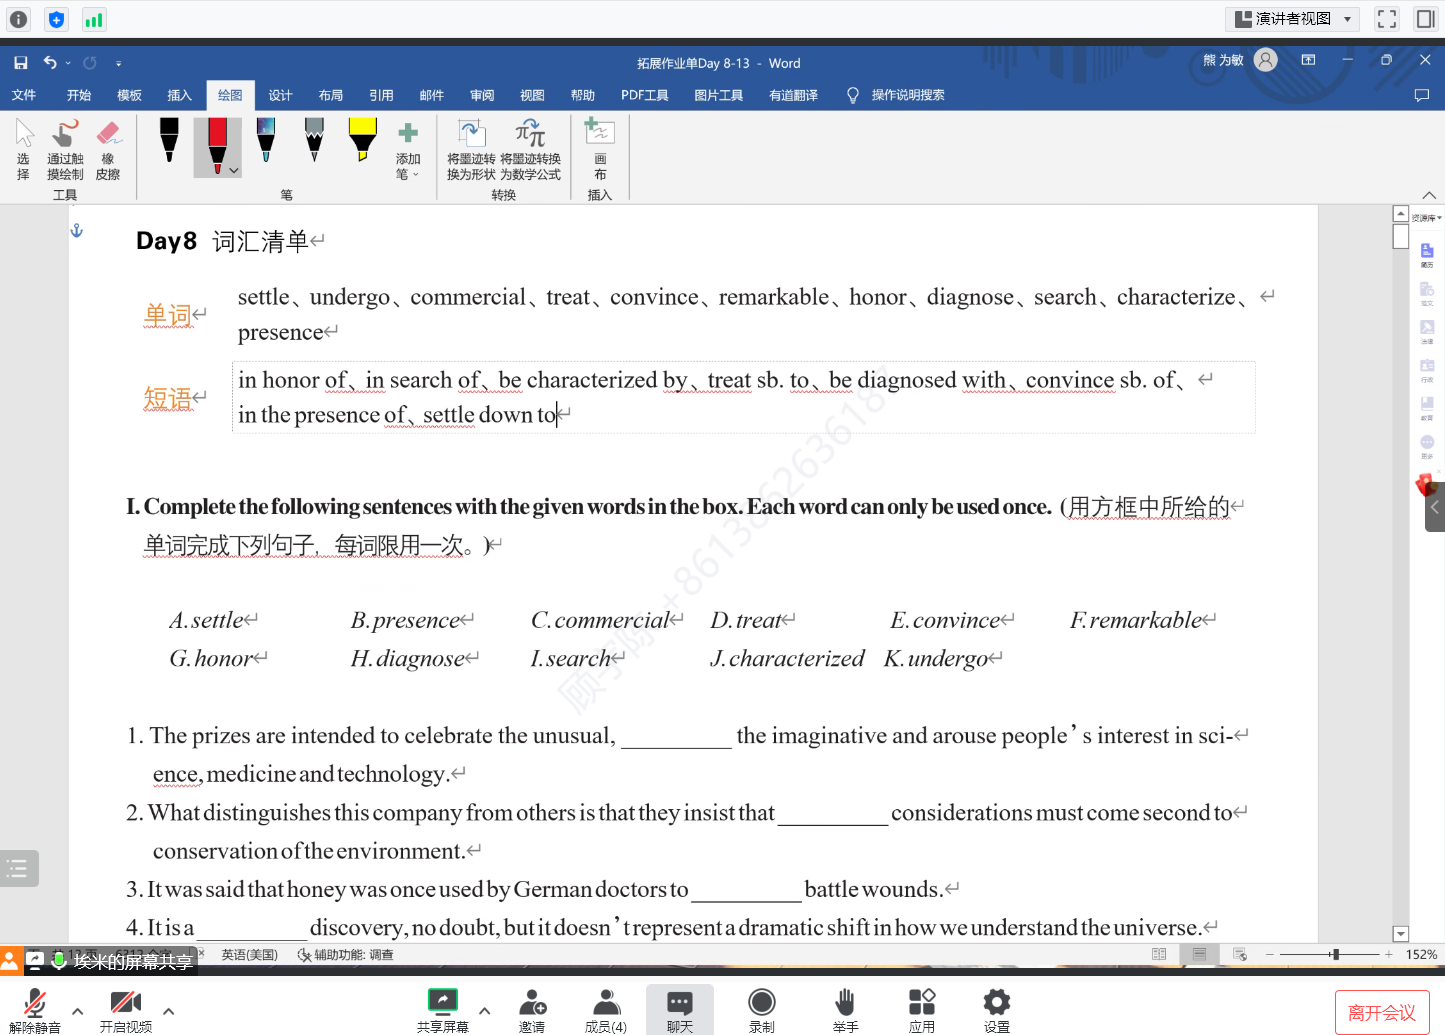 演讲者视图
拓展作业单Day 8-13 - Word
熊 为敏
文件 开始 模板 插入 绘图 设计 布局 引用 邮件 审阅 视图 帮助 PDF工具 图片工具 有道翻译 操作说明搜索
选择 通过触摸绘制 橡皮擦 添加笔 将墨迹转换为形状 将墨迹转换为数学公式 画布
工具 笔 转换 插入
资源库
Day8 词汇清单
单词
settle、undergo、commercial、treat、convince、remarkable、honor、diagnose、search、characterize、
presence
短语
in honor of、in search of、be characterized by、treat sb. to、be diagnosed with、convince sb. of、
in the presence of、settle down to
I. Complete the following sentences with the given words in the box. Each word can only be used once. (用方框中所给的
单词完成下列句子，每词限用一次。)
A.settle B.presence C.commercial D.treat E.convince F.remarkable
G.honor H.diagnose I.search J.characterized K.undergo
1. The prizes are intended to celebrate the unusual, __________ the imaginative and arouse people’s interest in sci-
ence, medicine and technology.
2. What distinguishes this company from others is that they insist that __________ considerations must come second to
conservation of the environment.
3. It was said that honey was once used by German doctors to __________ battle wounds.
4. It is a __________ discovery, no doubt, but it doesn’t represent a dramatic shift in how we understand the universe.
英语(美国) 辅助功能: 调查 152%
埃米的屏幕共享
解除静音 开启视频 共享屏幕 邀请 成员(4) 聊天 录制 举手 应用 设置 离开会议